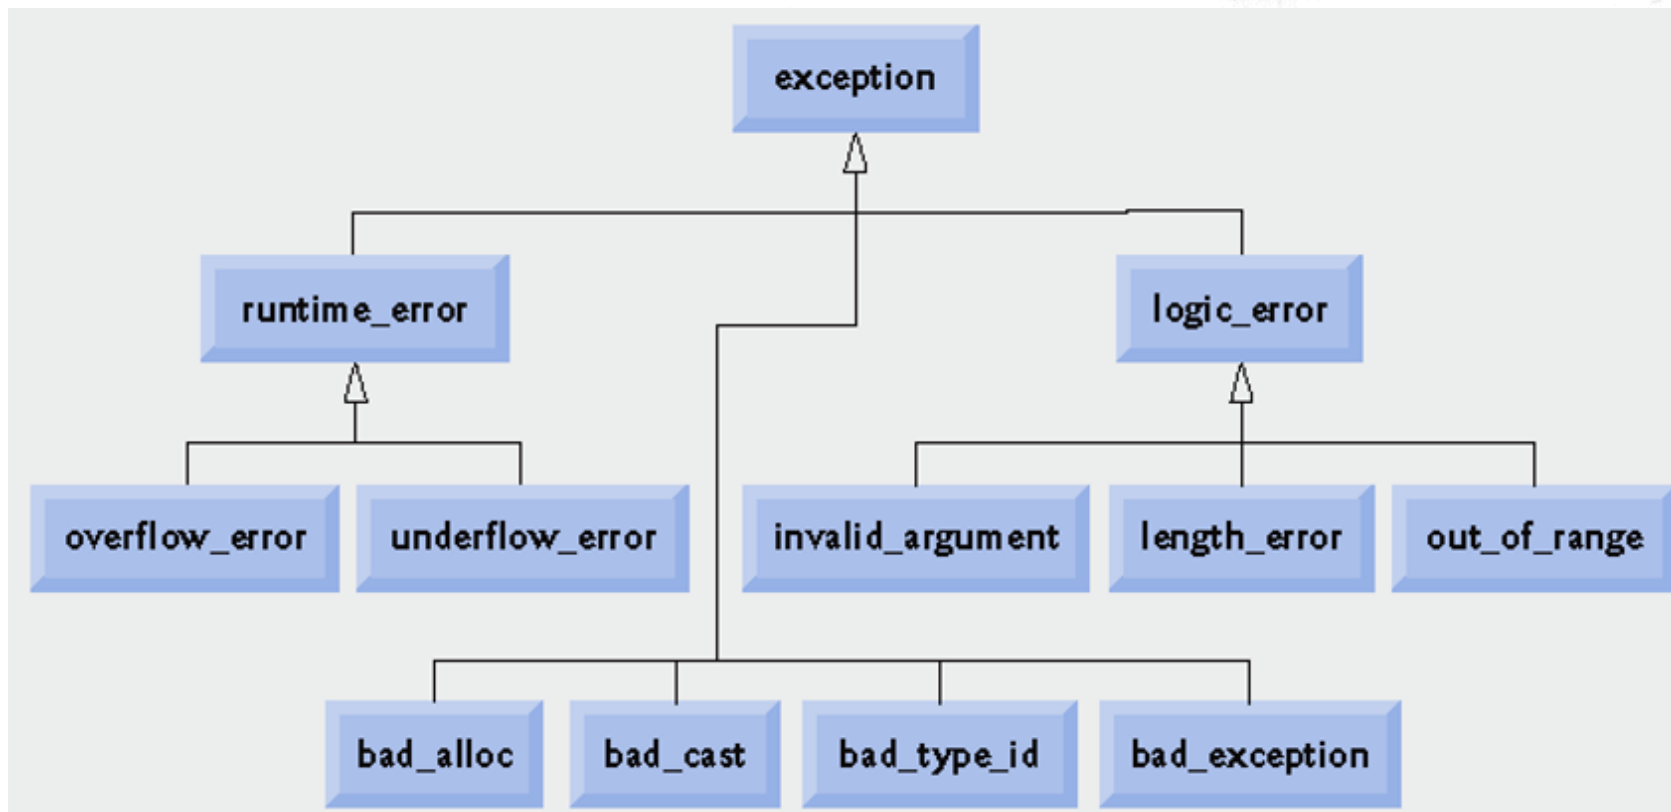 exception
runtime_error
logic_error
overflow_error
underflow_error
invalid_argument
length_error
out_of_range
bad_alloc
bad_cast
bad_type_id
bad_exception